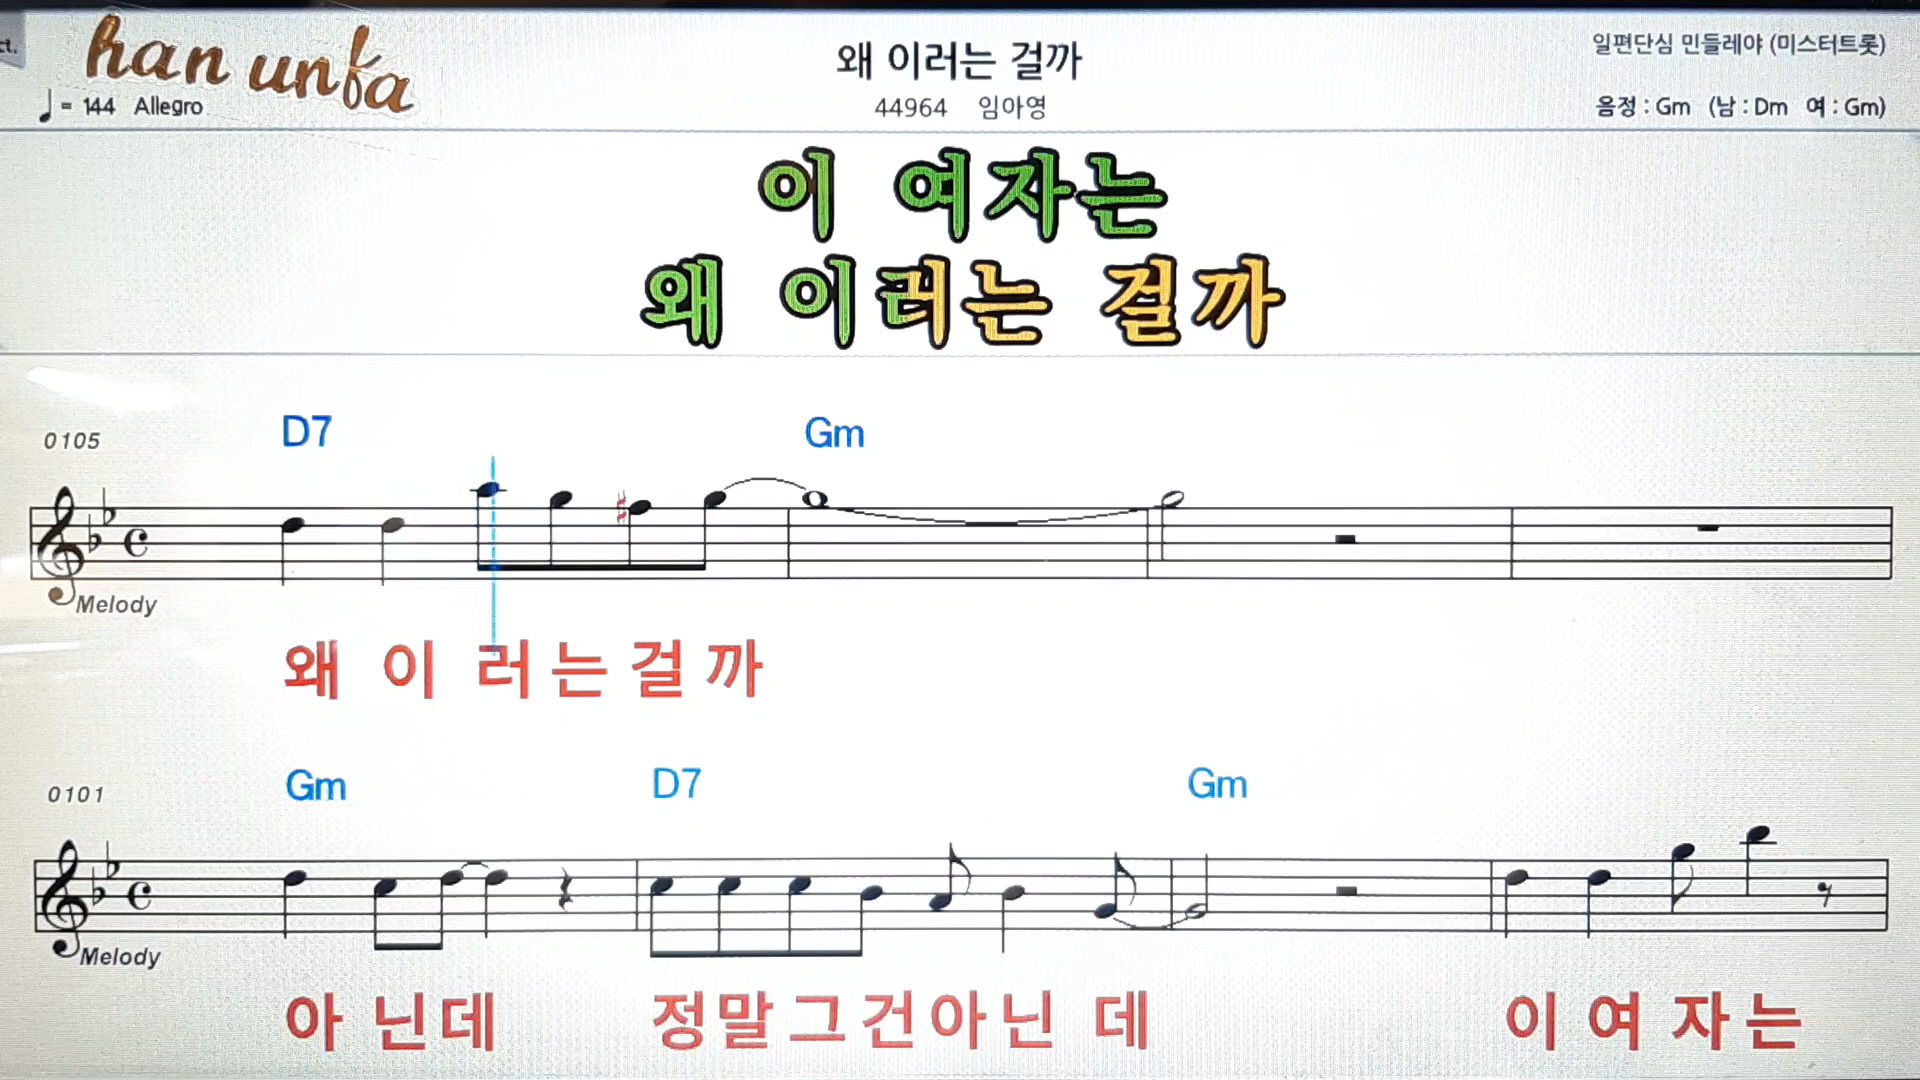 ct.
han unfa
왜 이러는 걸까
일편단심 민들레야 (미스터트롯)
♩ = 144 Allegro
44964 임아영
음정 : Gm (남 : Dm 여 : Gm)
이 여자는
왜 이러는 걸까
D7 Gm
0105
Melody
왜 이 러 는 걸 까
Gm D7 Gm
0101
Melody
아 닌 데 정 말 그 건 아 닌 데 이 여 자 는